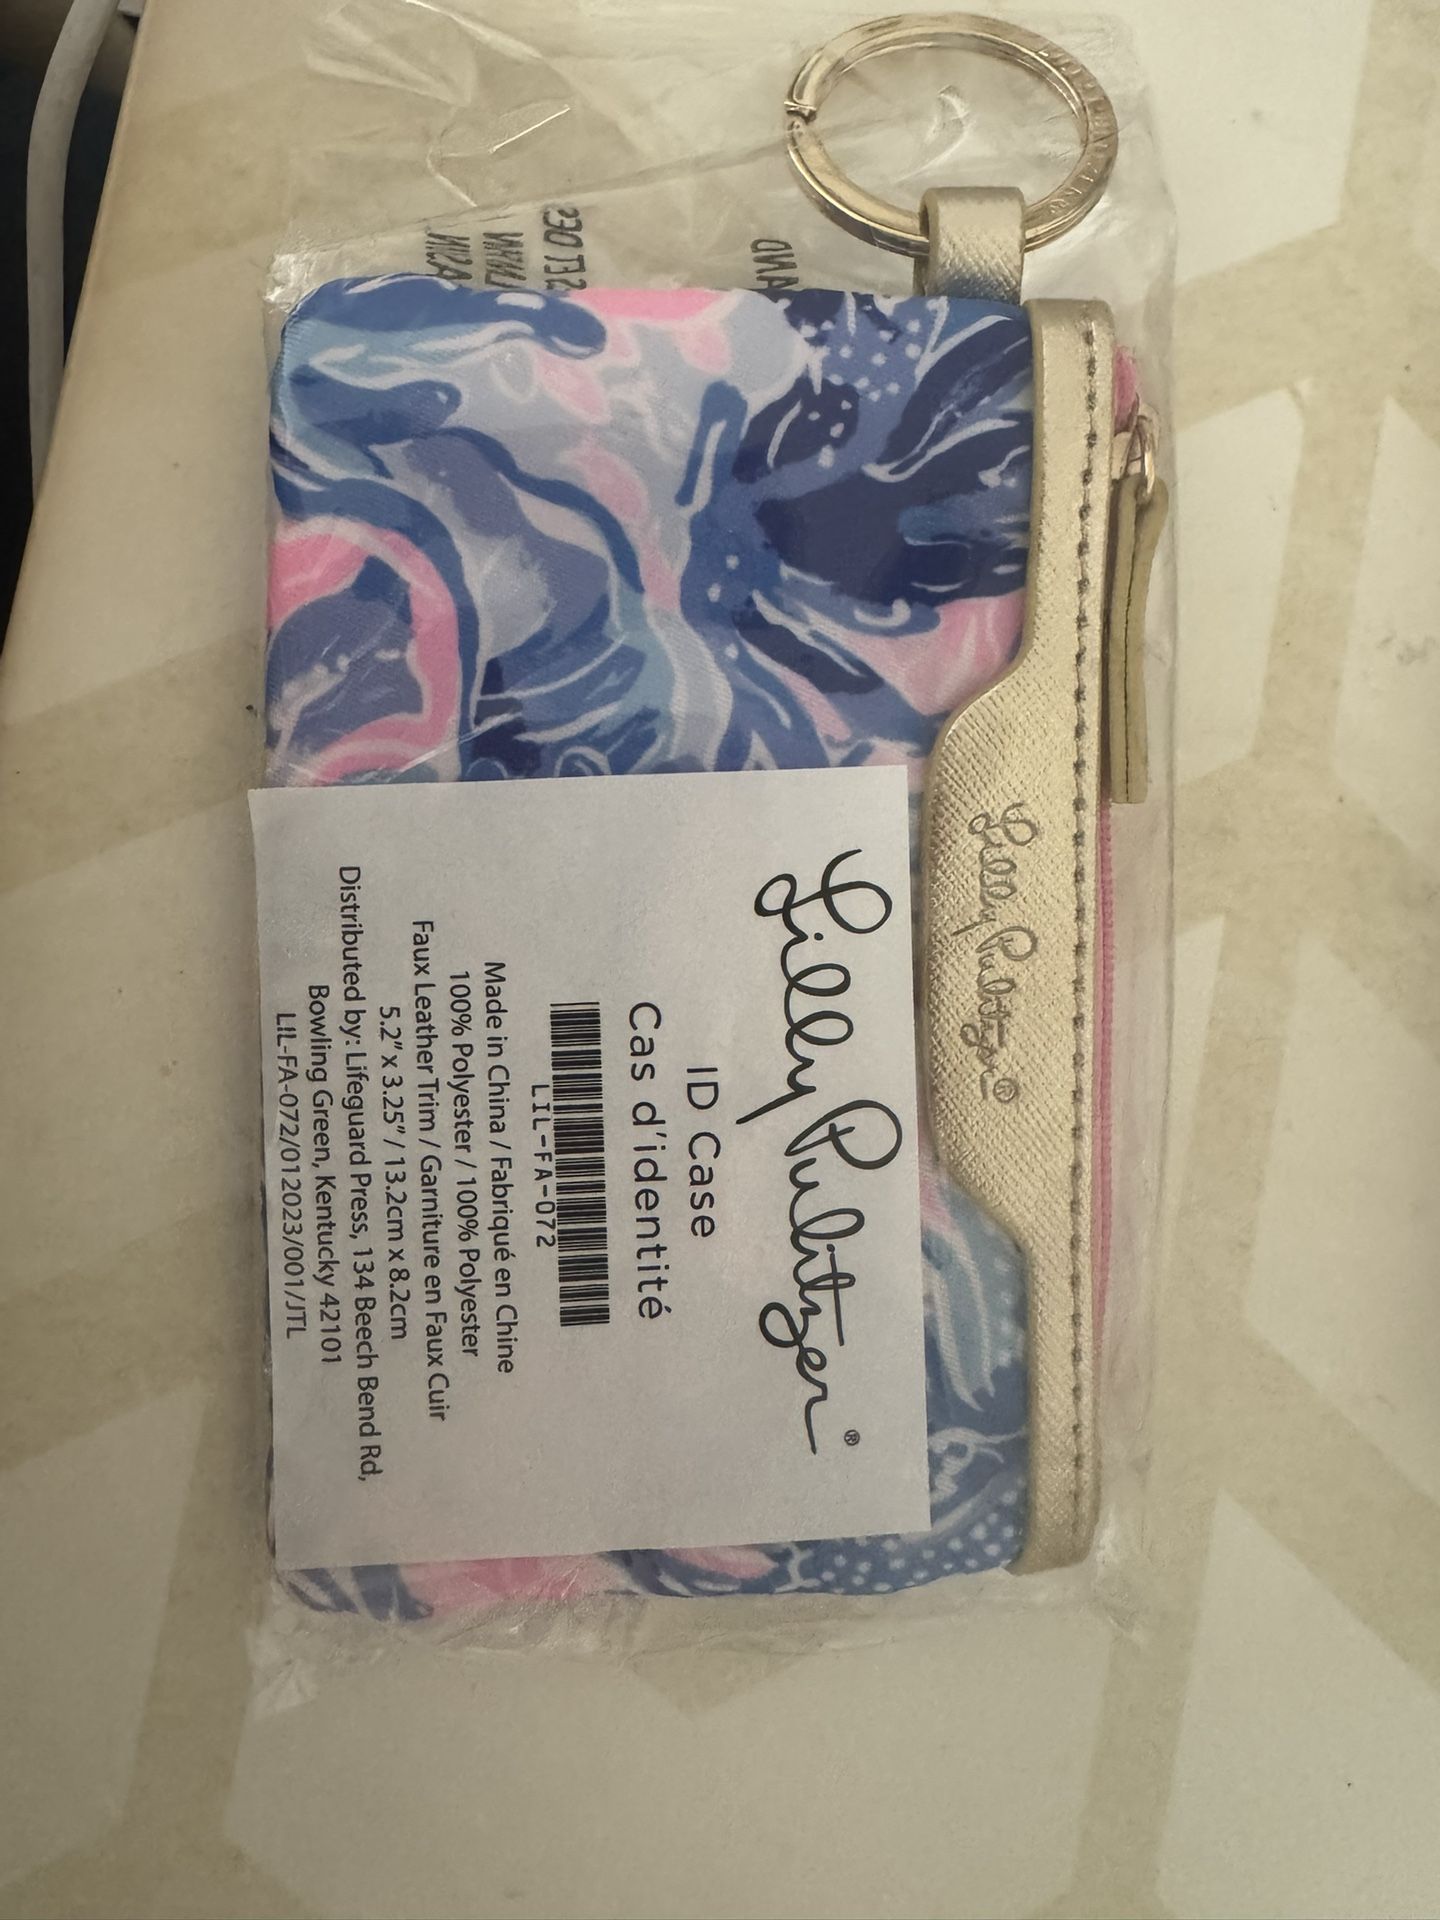 Lilly Pulitzer®
Lilly Pulitzer®
ID Case
Cas d'identité
LIL-FA-072
Made in China / Fabriqué en Chine
100% Polyester / 100% Polyester
Faux Leather Trim / Garniture en Faux Cuir
5.2" x 3.25" / 13.2cm x 8.2cm
Distributed by: Lifeguard Press, 134 Beech Bend Rd,
Bowling Green, Kentucky 42101
LIL-FA-072/012023/001/JTL